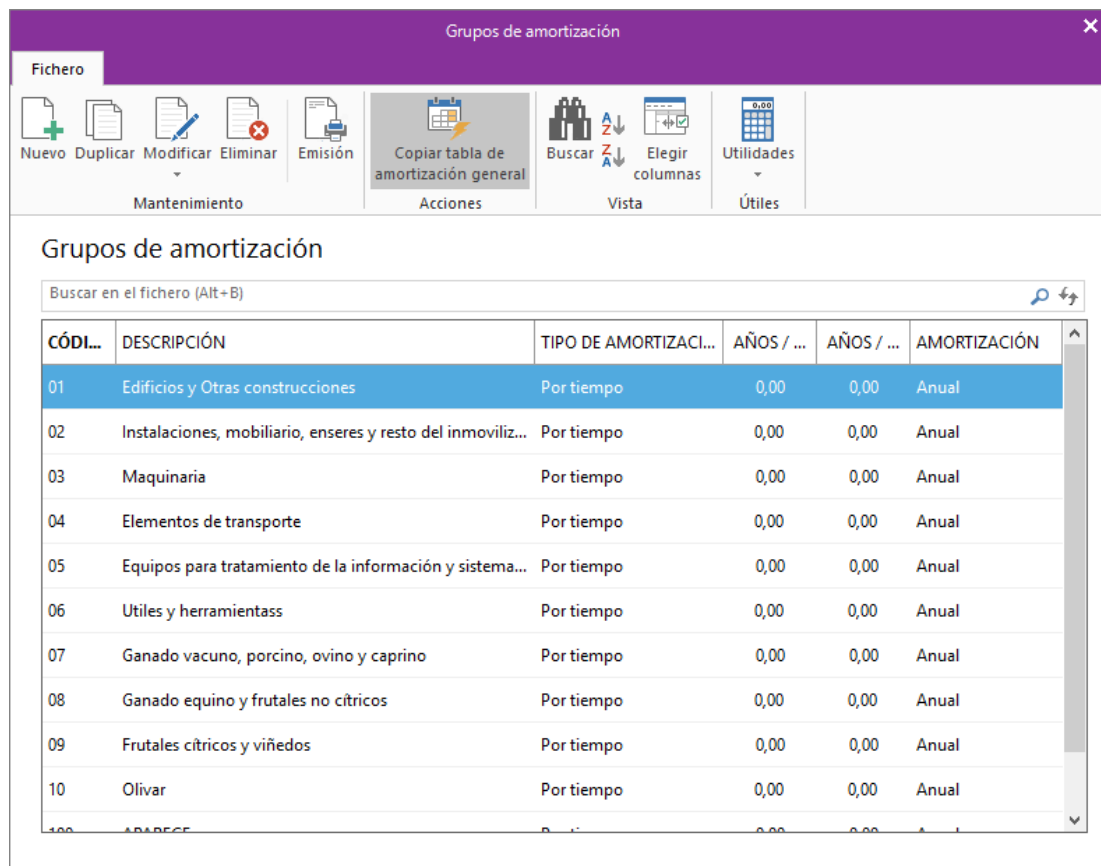 Grupos de amortización
Fichero
Nuevo Duplicar Modificar Eliminar Emisión Copiar tabla de amortización general Buscar Elegir columnas Utilidades
Mantenimiento Acciones Vista Útiles
Grupos de amortización
Buscar en el fichero (Alt+B)
CÓDI... DESCRIPCIÓN TIPO DE AMORTIZACI... AÑOS / ... AÑOS / ... AMORTIZACIÓN
01 Edificios y Otras construcciones Por tiempo 0,00 0,00 Anual
02 Instalaciones, mobiliario, enseres y resto del inmoviliz... Por tiempo 0,00 0,00 Anual
03 Maquinaria Por tiempo 0,00 0,00 Anual
04 Elementos de transporte Por tiempo 0,00 0,00 Anual
05 Equipos para tratamiento de la información y sistema... Por tiempo 0,00 0,00 Anual
06 Utiles y herramientass Por tiempo 0,00 0,00 Anual
07 Ganado vacuno, porcino, ovino y caprino Por tiempo 0,00 0,00 Anual
08 Ganado equino y frutales no cítricos Por tiempo 0,00 0,00 Anual
09 Frutales cítricos y viñedos Por tiempo 0,00 0,00 Anual
10 Olivar Por tiempo 0,00 0,00 Anual